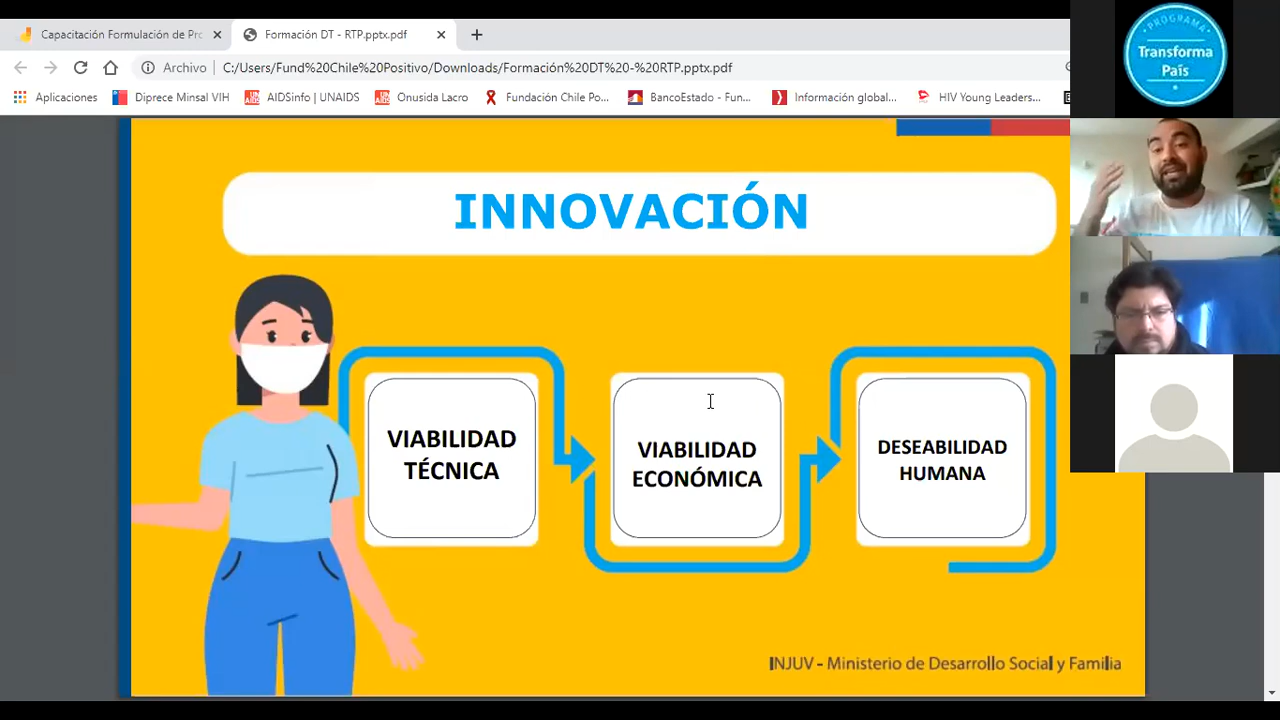 Capacitación Formulación de Pr
Formación DT - RTP.pptx.pdf
Archivo
C:/Users/Fund%20Chile%20Positivo/Downloads/Formación%20DT%20-%20RTP.pptx.pdf
Aplicaciones
Diprece Minsal VIH
AIDSinfo | UNAIDS
Onusida Lacro
Fundación Chile Po...
BancoEstado - Fun...
Información global...
HIV Young Leaders...
PROGRAMA
Transforma
País
INNOVACIÓN
VIABILIDAD
TÉCNICA
VIABILIDAD
ECONÓMICA
DESEABILIDAD
HUMANA
INJUV - Ministerio de Desarrollo Social y Familia